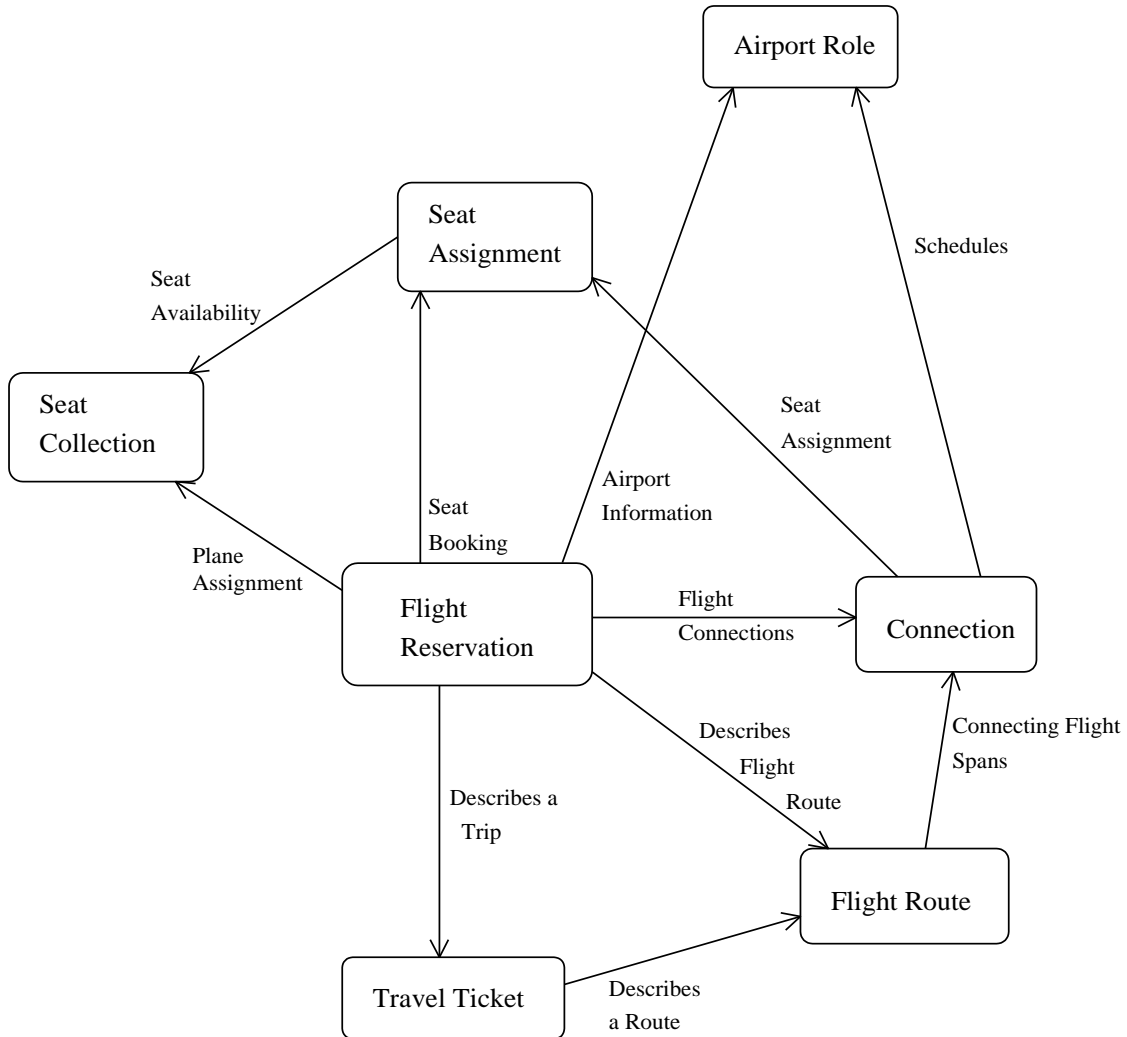 Airport Role
Seat
Assignment
Schedules
Seat
Availability
Seat
Collection
Seat
Assignment
Airport
Information
Seat
Booking
Plane
Assignment
Flight
Reservation
Flight
Connections
Connection
Describes
Flight
Route
Connecting Flight
Spans
Describes a
Trip
Flight Route
Travel Ticket
Describes
a Route